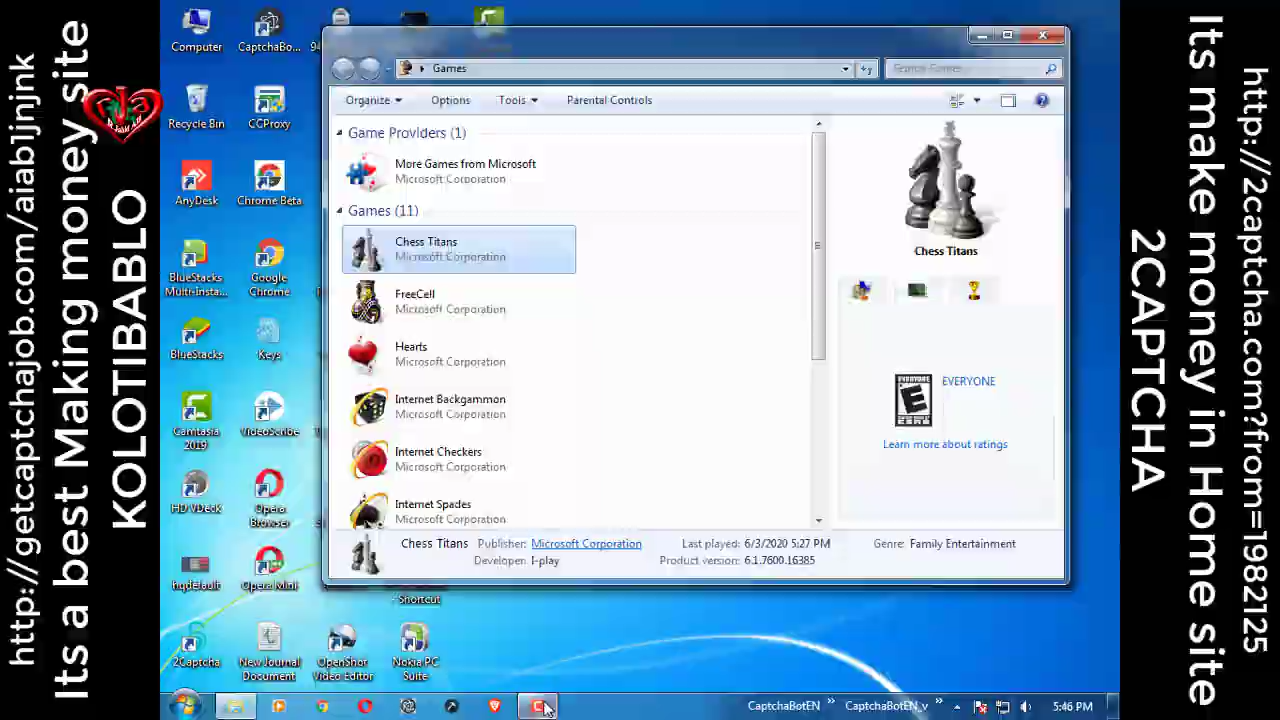 http://getcaptchajob.com/aiabljnjnk
Its a best Making money site
KOLOTIBABLO
Computer
CaptchaBo...
94
Recycle Bin
CCProxy
AnyDesk
Chrome Beta
BlueStacks
Multi-Insta...
Google
Chrome
BlueStacks
Keys
Camtasia
2019
VideoScribe
HD VDeck
Opera
Browser
hqdefault
Opera Mini
Shortcut
2Captcha
New Journal
Document
OpenShot
Video Editor
Nokia PC
Suite
Games
Search Games
Organize
Options
Tools
Parental Controls
Game Providers (1)
More Games from Microsoft
Microsoft Corporation
Games (11)
Chess Titans
Microsoft Corporation
FreeCell
Microsoft Corporation
Hearts
Microsoft Corporation
Internet Backgammon
Microsoft Corporation
Internet Checkers
Microsoft Corporation
Internet Spades
Microsoft Corporation
Chess Titans
EVERYONE
E
EVERYONE
Learn more about ratings
Chess Titans Publisher: Microsoft Corporation Last played: 6/3/2020 5:27 PM Genre: Family Entertainment
Developer: I-play Product version: 6.1.7600.16385
CaptchaBotEN » CaptchaBotEN_v » 5:46 PM
http://2captcha.com?from=1982125
Its make money in Home site
2CAPTCHA